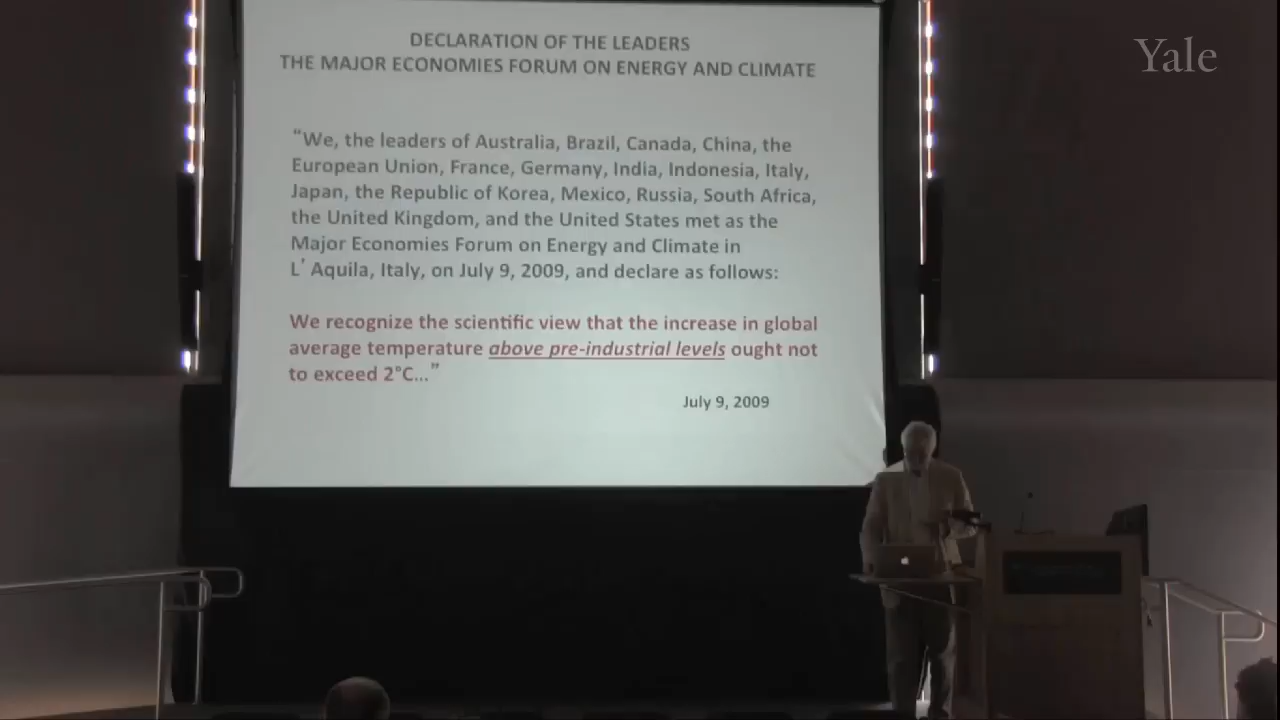 DECLARATION OF THE LEADERS
THE MAJOR ECONOMIES FORUM ON ENERGY AND CLIMATE
Yale
“We, the leaders of Australia, Brazil, Canada, China, the
European Union, France, Germany, India, Indonesia, Italy,
Japan, the Republic of Korea, Mexico, Russia, South Africa,
the United Kingdom, and the United States met as the
Major Economies Forum on Energy and Climate in
L’ Aquila, Italy, on July 9, 2009, and declare as follows:
We recognize the scientific view that the increase in global
average temperature above pre-industrial levels ought not
to exceed 2°C...”
July 9, 2009